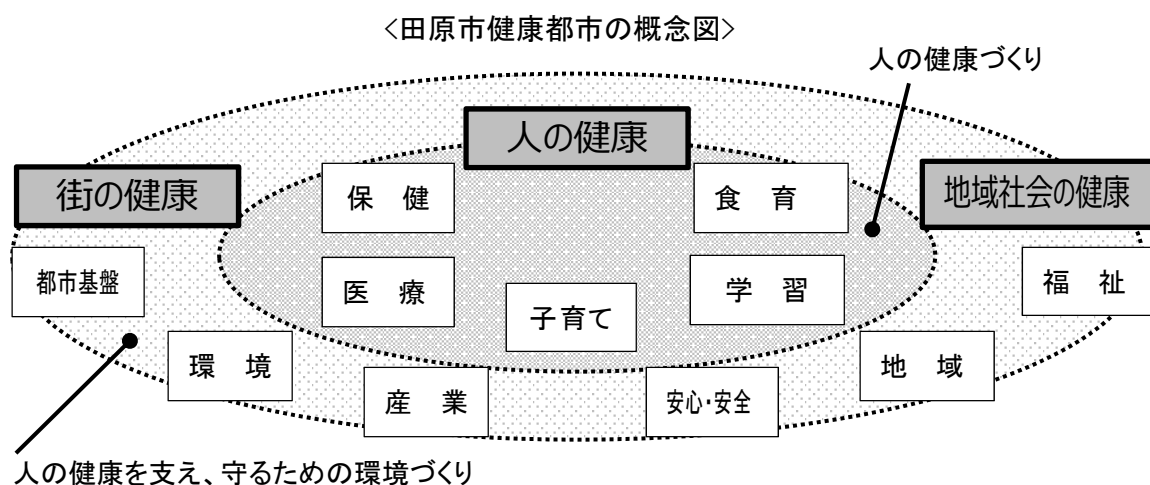 <田原市健康都市の概念図>
人の健康づくり
人の健康
街の健康
地域社会の健康
保　健
食　育
都市基盤
医　療
学　習
福　祉
子育て
環　境
地　域
産　業
安心・安全
人の健康を支え、守るための環境づくり